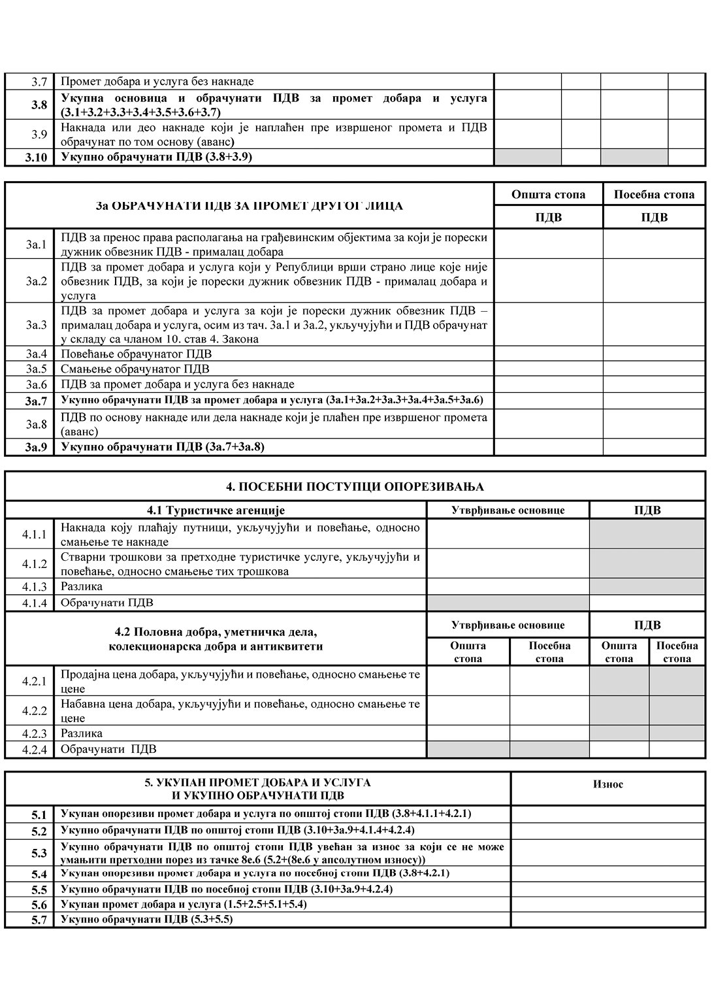 3.7 Промет добара и услуга без накнаде
3.8 Укупна основица и обрачунати ПДВ за промет добара и услуга
(3.1+3.2+3.3+3.4+3.5+3.6+3.7)
3.9 Накнада или део накнаде који је наплаћен пре извршеног промета и ПДВ
обрачунат по том основу (аванс)
3.10 Укупно обрачунати ПДВ (3.8+3.9)
3а ОБРАЧУНАТИ ПДВ ЗА ПРОМЕТ ДРУГОГ ЛИЦА
Општа стопа Посебна стопа
ПДВ ПДВ
3а.1 ПДВ за пренос права располагања на грађевинским објектима за који је порески
дужник обвезник ПДВ - прималац добара
3а.2 ПДВ за промет добара и услуга који у Републици врши страно лице које није
обвезник ПДВ, за који је порески дужник обвезник ПДВ - прималац добара и
услуга
3а.3 ПДВ за промет добара и услуга за који је порески дужник обвезник ПДВ –
прималац добара и услуга, осим из тач. 3а.1 и 3а.2, укључујући и ПДВ обрачунат
у складу са чланом 10. став 4. Закона
3а.4 Повећање обрачунатог ПДВ
3а.5 Смањење обрачунатог ПДВ
3а.6 ПДВ за промет добара и услуга без накнаде
3а.7 Укупно обрачунати ПДВ за промет добара и услуга (3а.1+3а.2+3а.3+3а.4+3а.5+3а.6)
3а.8 ПДВ по основу накнаде или дела накнаде који је плаћен пре извршеног промета
(аванс)
3а.9 Укупно обрачунати ПДВ (3а.7+3а.8)
4. ПОСЕБНИ ПОСТУПЦИ ОПОРЕЗИВАЊА
4.1 Туристичке агенције Утврђивање основице ПДВ
4.1.1 Накнада коју плаћају путници, укључујући и повећање, односно
смањење те накнаде
4.1.2 Стварни трошкови за претходне туристичке услуге, укључујући и
повећање, односно смањење тих трошкова
4.1.3 Разлика
4.1.4 Обрачунати ПДВ
4.2 Половна добра, уметничка дела,
колекционарска добра и антиквитети
Утврђивање основице ПДВ
Општа стопа Посебна стопа Општа стопа Посебна стопа
4.2.1 Продајна цена добара, укључујући и повећање, односно смањење те
цене
4.2.2 Набавна цена добара, укључујући и повећање, односно смањење те
цене
4.2.3 Разлика
4.2.4 Обрачунати ПДВ
5. УКУПАН ПРОМЕТ ДОБАРА И УСЛУГА
И УКУПНО ОБРАЧУНАТИ ПДВ
Износ
5.1 Укупан опорезиви промет добара и услуга по општој стопи ПДВ (3.8+4.1.1+4.2.1)
5.2 Укупно обрачунати ПДВ по општој стопи ПДВ (3.10+3а.9+4.1.4+4.2.4)
5.3 Укупно обрачунати ПДВ по општој стопи ПДВ увећан за износ за који се не може
умањити претходни порез из тачке 8е.6 (5.2+(8е.6 у апсолутном износу))
5.4 Укупан опорезиви промет добара и услуга по посебној стопи ПДВ (3.8+4.2.1)
5.5 Укупно обрачунати ПДВ по посебној стопи ПДВ (3.10+3а.9+4.2.4)
5.6 Укупан промет добара и услуга (1.5+2.5+5.1+5.4)
5.7 Укупно обрачунати ПДВ (5.3+5.5)